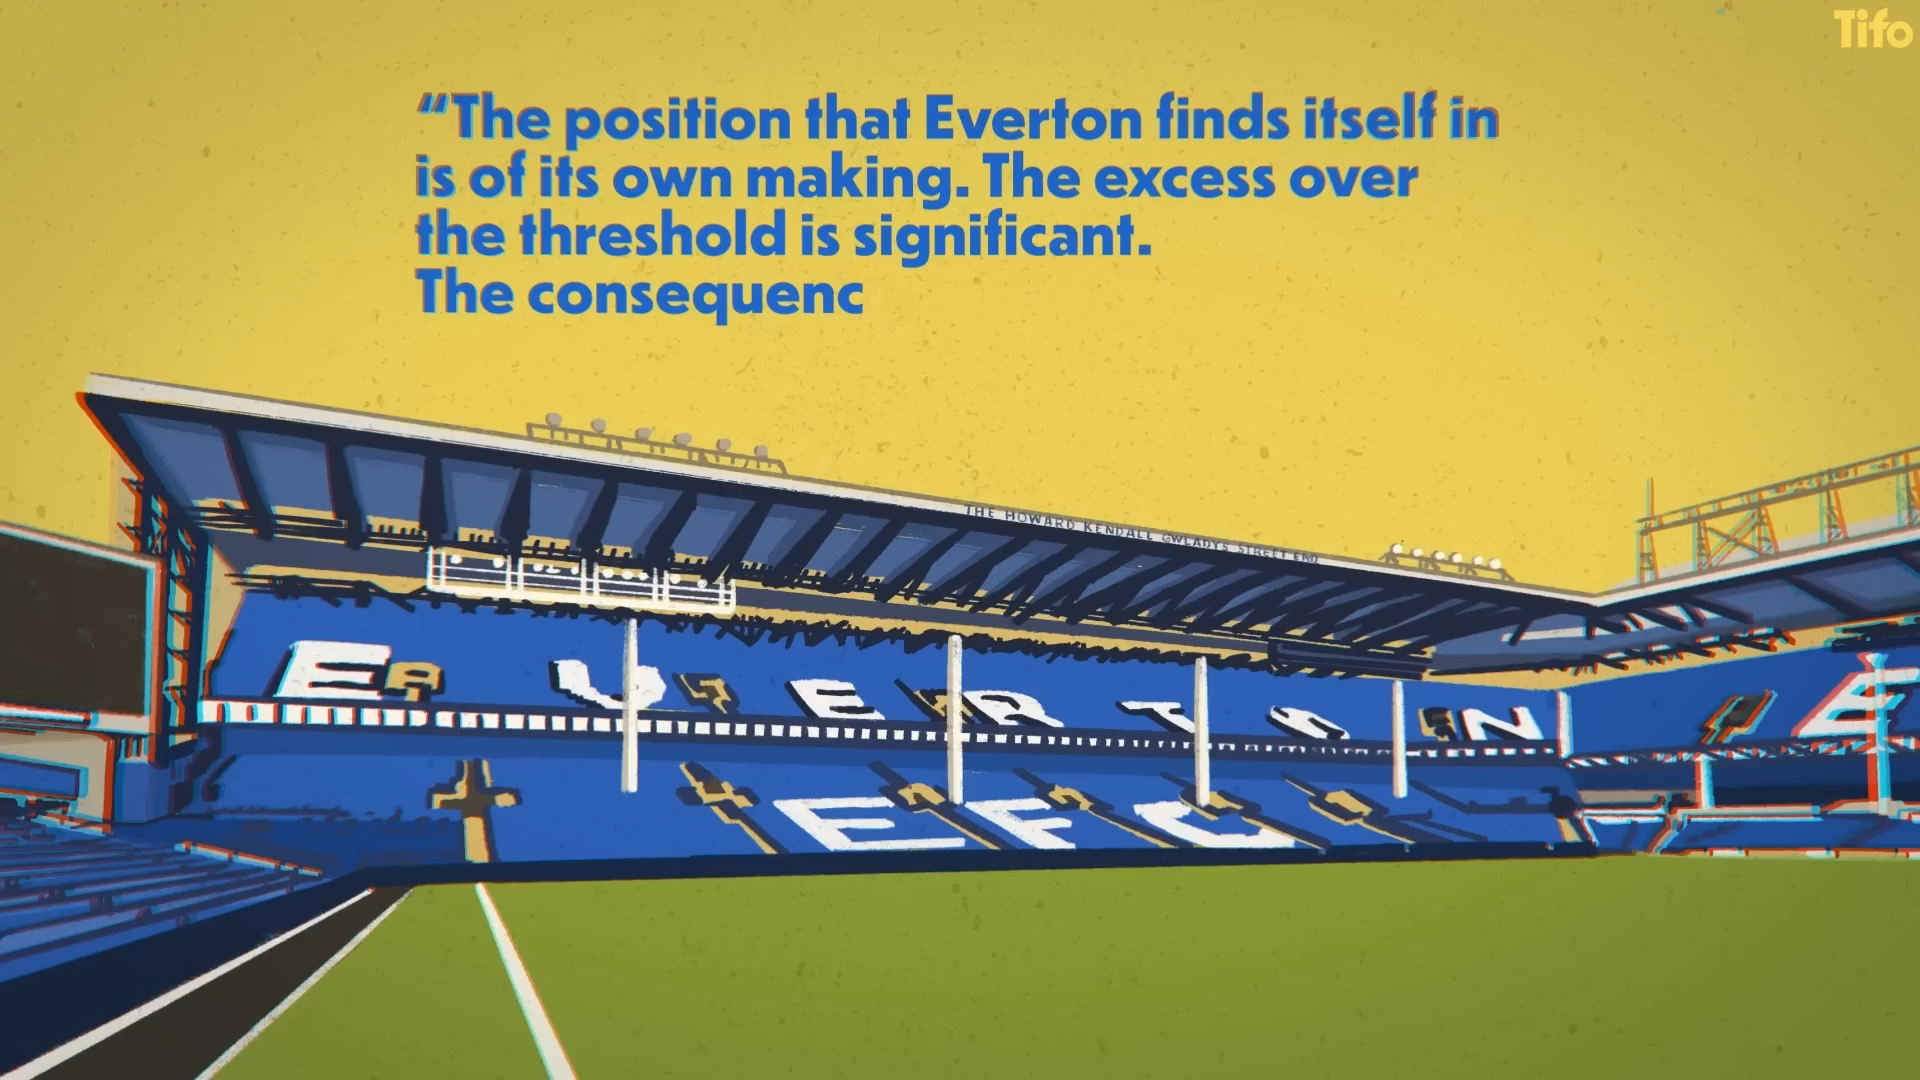 Tifo
“The position that Everton finds itself in
is of its own making. The excess over
the threshold is significant.
The consequenc
THE HOWARD KENDALL GWLADYS STREET END
EVERTON
E
EFC